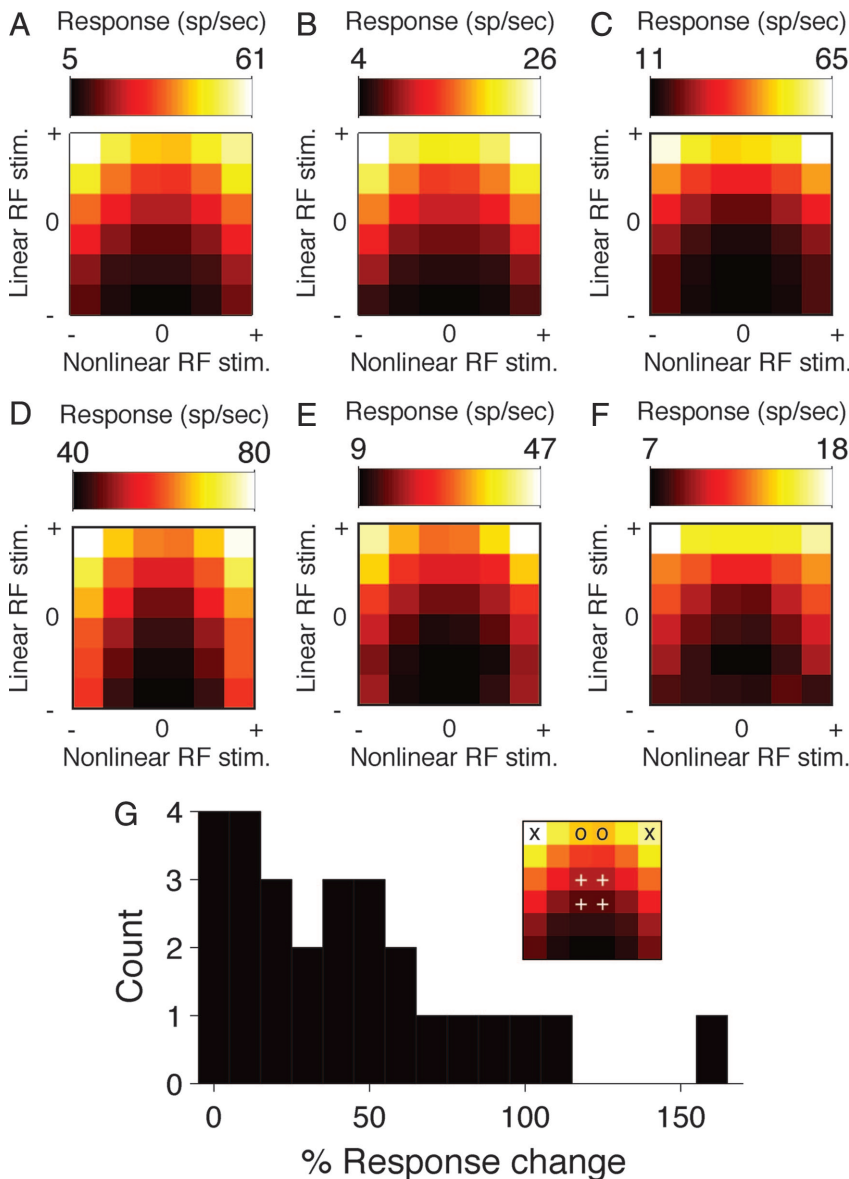 A Response (sp/sec)
5 61
Linear RF stim.
+
0
-
- 0 +
Nonlinear RF stim.
B Response (sp/sec)
4 26
Linear RF stim.
+
0
-
- 0 +
Nonlinear RF stim.
C Response (sp/sec)
11 65
Linear RF stim.
+
0
-
- 0 +
Nonlinear RF stim.
D Response (sp/sec)
40 80
Linear RF stim.
+
0
-
- 0 +
Nonlinear RF stim.
E Response (sp/sec)
9 47
Linear RF stim.
+
0
-
- 0 +
Nonlinear RF stim.
F Response (sp/sec)
7 18
Linear RF stim.
+
0
-
- 0 +
Nonlinear RF stim.
G
Count
4
3
2
1
0
x o o x
+ +
+ +
0 50 100 150
% Response change